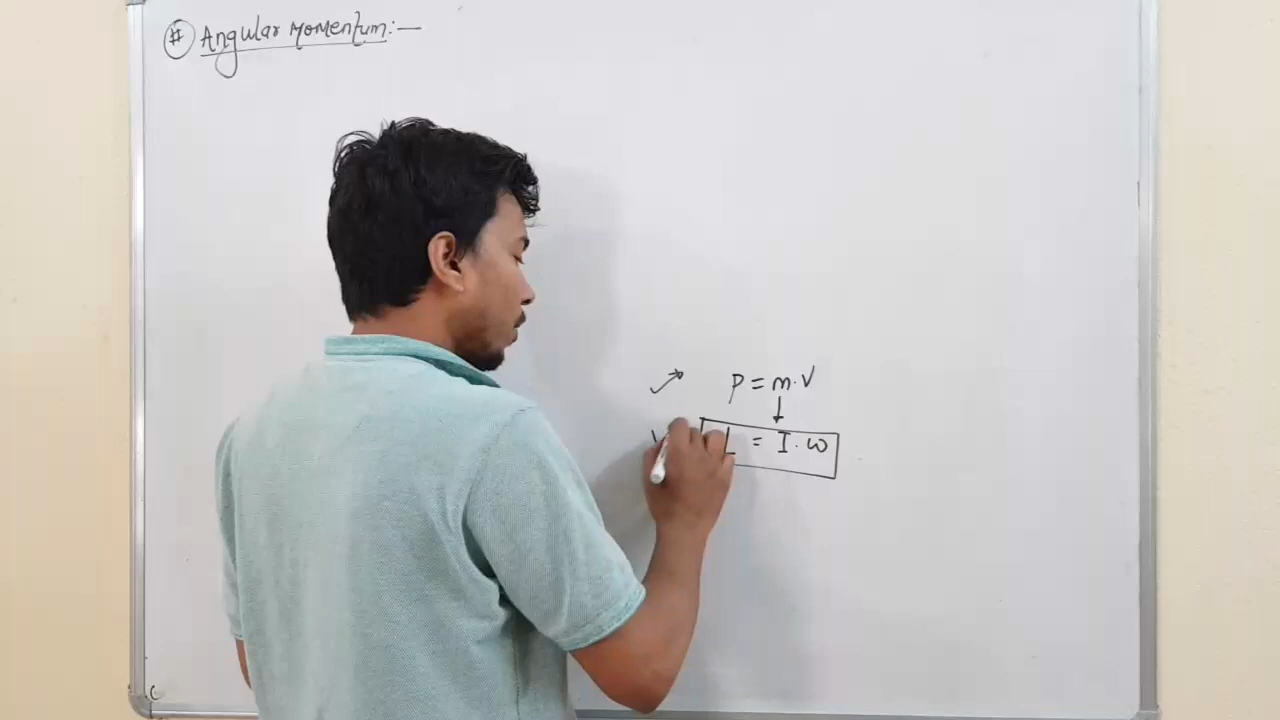 # Angular Momentum:—
P = m.V
L = I.ω